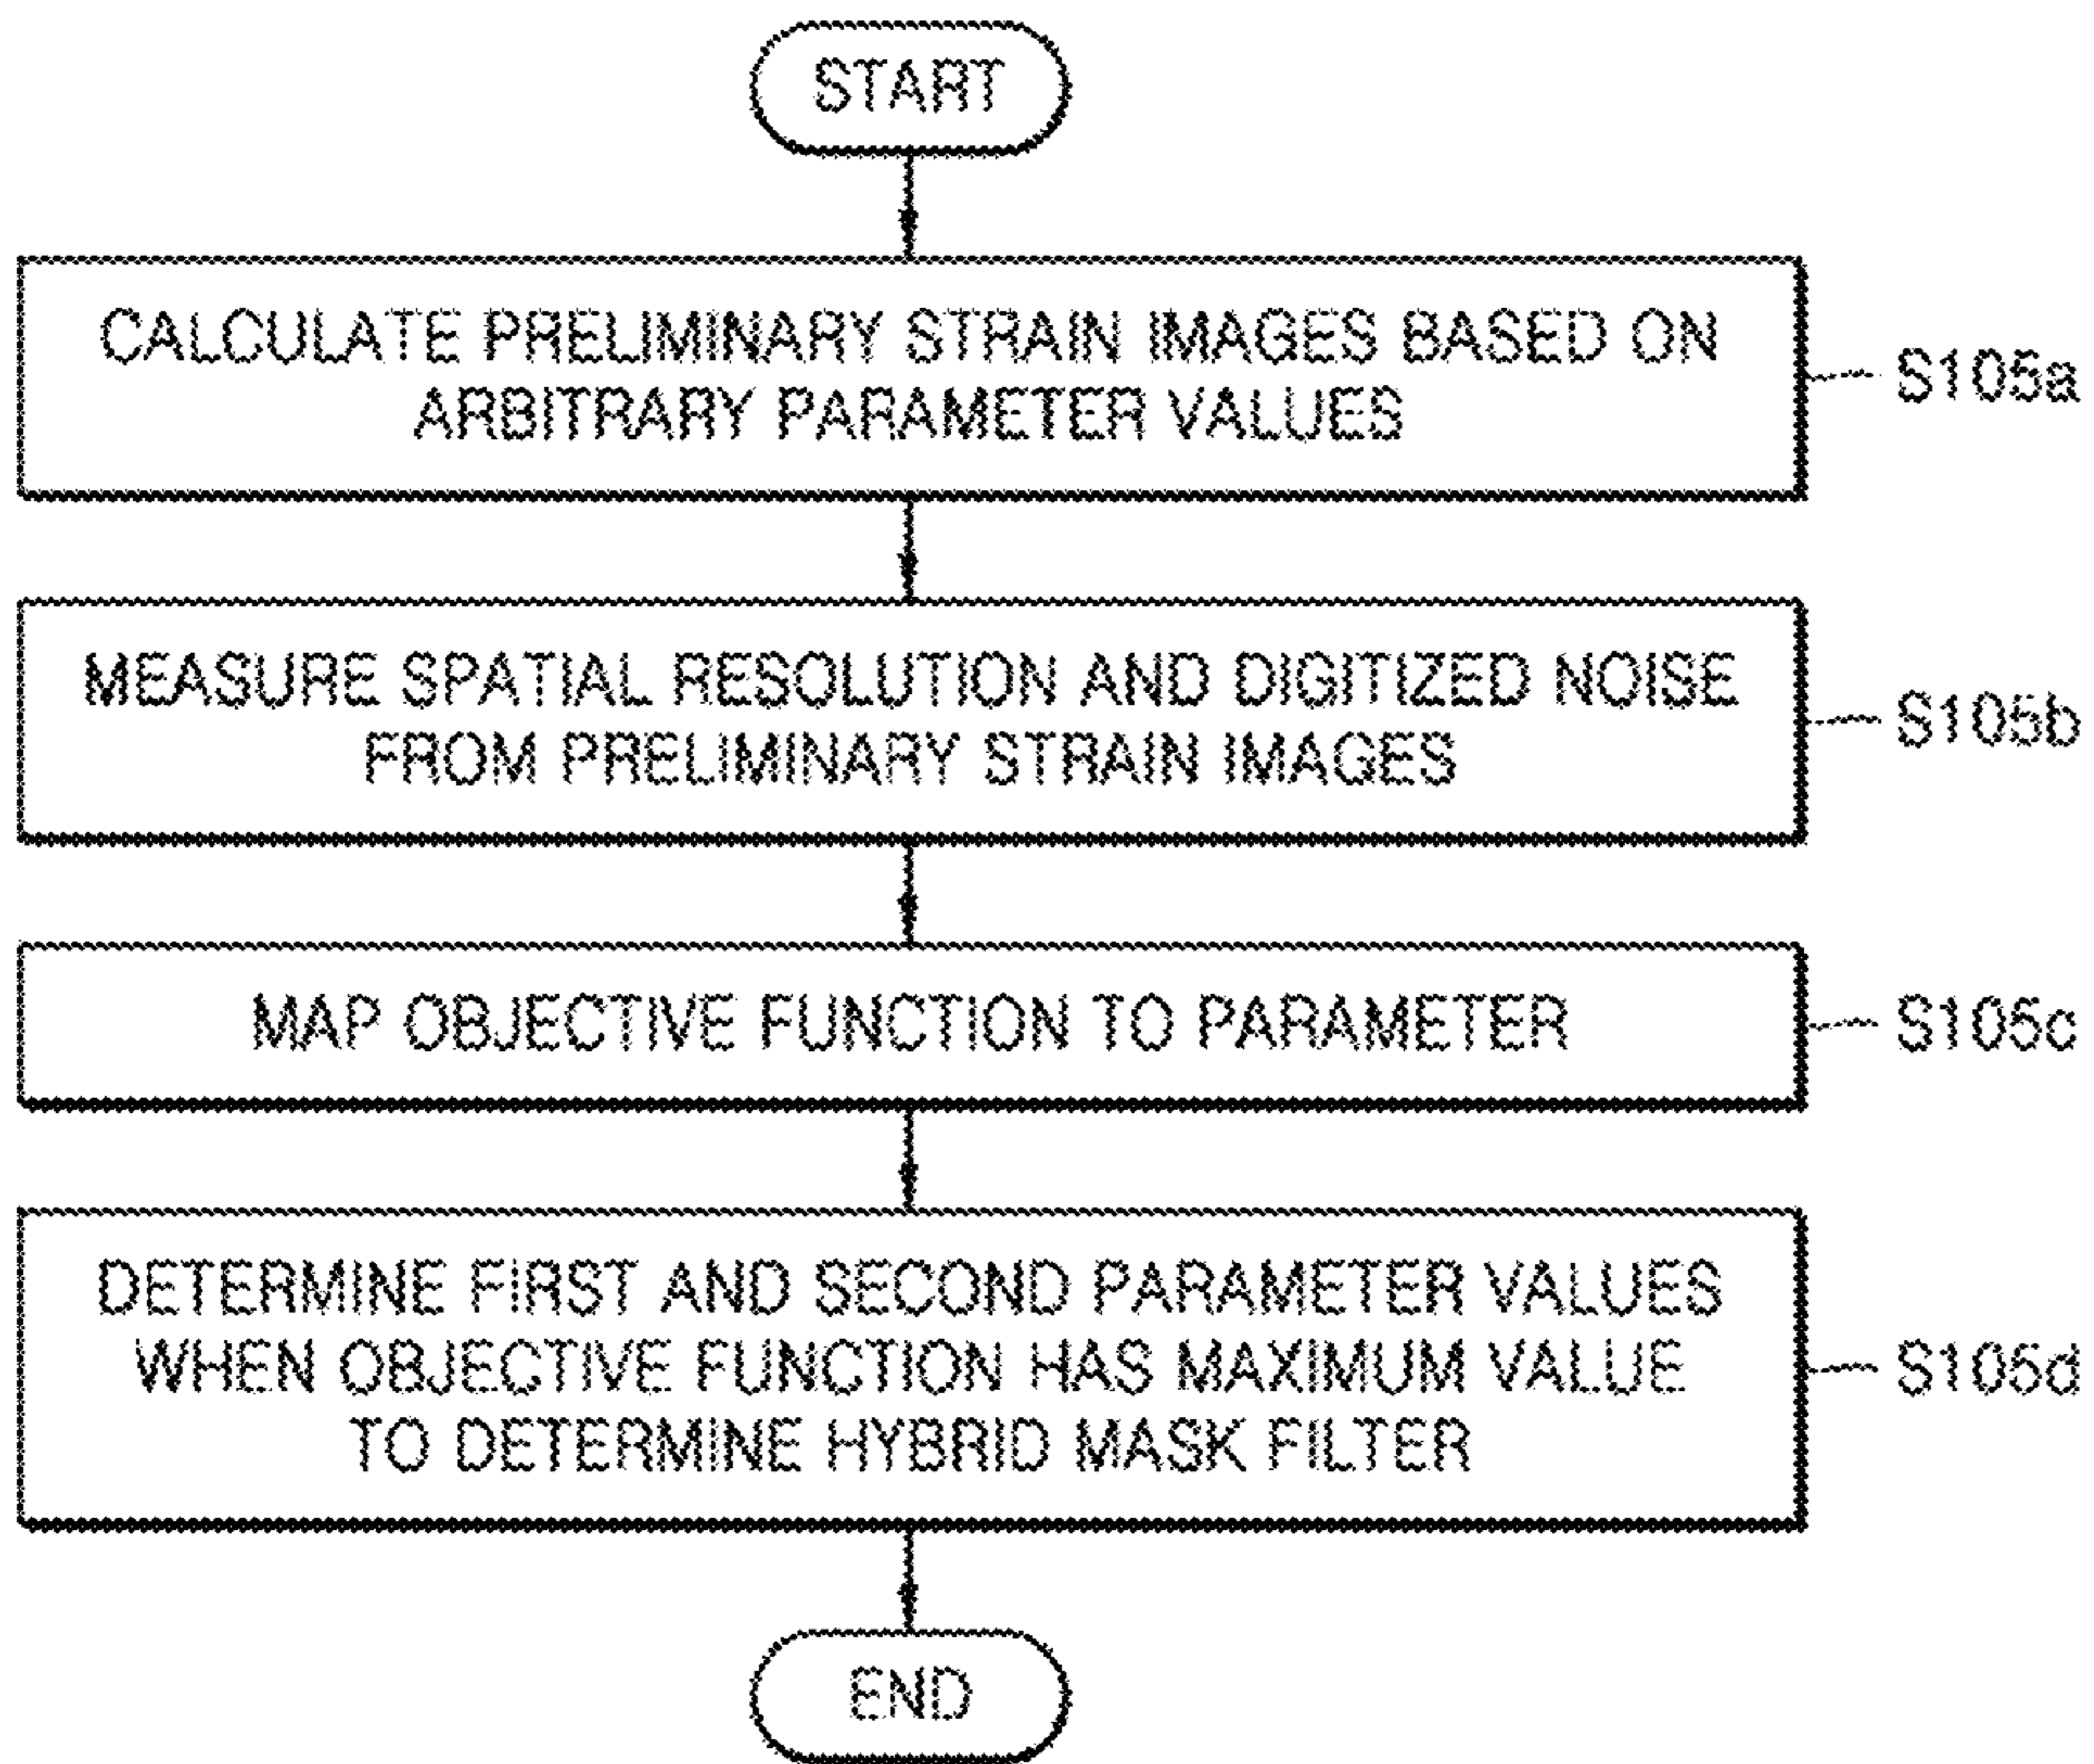 START
CALCULATE PRELIMINARY STRAIN IMAGES BASED ON
ARBITRARY PARAMETER VALUES
S105a
MEASURE SPATIAL RESOLUTION AND DIGITIZED NOISE
FROM PRELIMINARY STRAIN IMAGES
S105b
MAP OBJECTIVE FUNCTION TO PARAMETER
S105c
DETERMINE FIRST AND SECOND PARAMETER VALUES
WHEN OBJECTIVE FUNCTION HAS MAXIMUM VALUE
TO DETERMINE HYBRID MASK FILTER
S105d
END